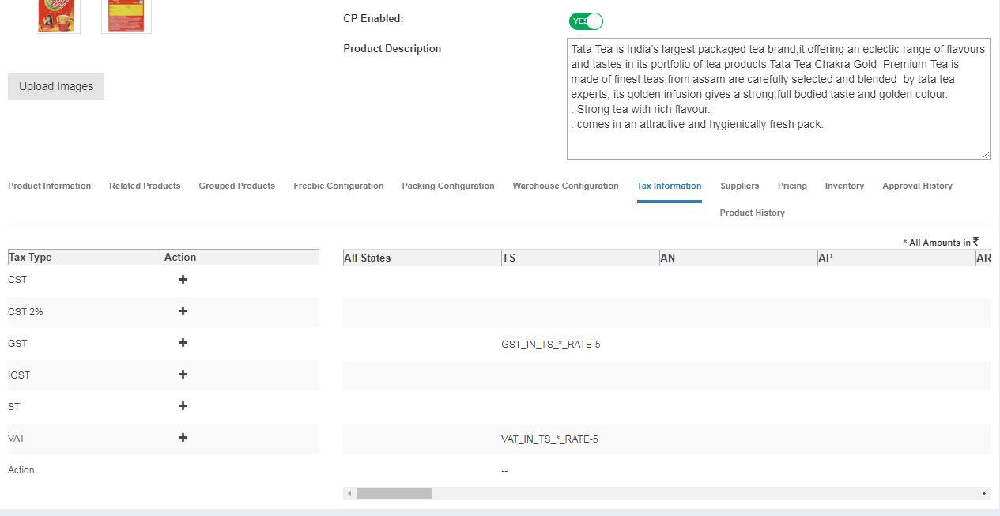 Chakra
Gold
CP Enabled:
YES
Product Description
Tata Tea is India’s largest packaged tea brand,it offering an eclectic range of flavours
and tastes in its portfolio of tea products.Tata Tea Chakra Gold  Premium Tea is
made of finest teas from assam are carefully selected and blended  by tata tea
experts, its golden infusion gives a strong,full bodied taste and golden colour.
: Strong tea with rich flavour.
: comes in an attractive and hygienically fresh pack.
Upload Images
Product Information Related Products Grouped Products Freebie Configuration Packing Configuration Warehouse Configuration Tax Information Suppliers Pricing Inventory Approval History
Product History
* All Amounts in ₹
Tax Type Action All States TS AN AP AR
CST +
CST 2% +
GST + GST_IN_TS_*_RATE-5
IGST +
ST +
VAT + VAT_IN_TS_*_RATE-5
Action --